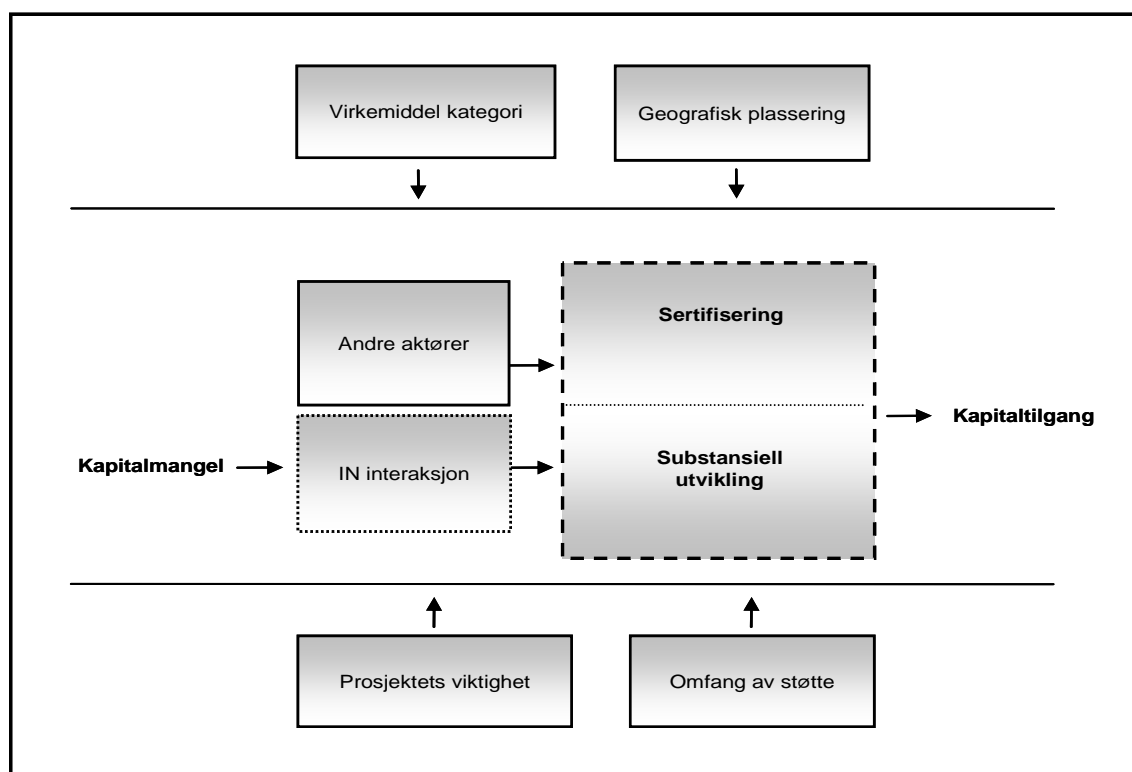 Virkemiddel kategori
Geografisk plassering
Andre aktører
Sertifisering
Kapitalmangel
IN interaksjon
Substansiell
utvikling
Kapitaltilgang
Prosjektets viktighet
Omfang av støtte